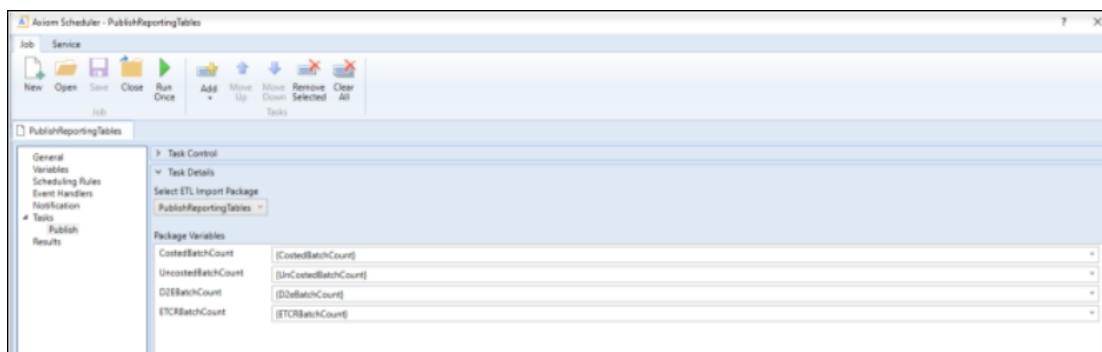 Axiom Scheduler - PublishReportingTables ? X
Job Service
New Open Save Close Run Once Add Move Up Move Down Remove Selected Clear All
Job Tasks
PublishReportingTables
General
Variables
Scheduling Rules
Event Handlers
Notification
Tasks
Publish
Results
Task Control
Task Details
Select ETL Import Package
PublishReportingTables
Package Variables
CostedBatchCount {CostedBatchCount}
UncostedBatchCount {UnCostedBatchCount}
D2EBatchCount {D2eBatchCount}
ETCRBatchCount {ETCRBatchCount}